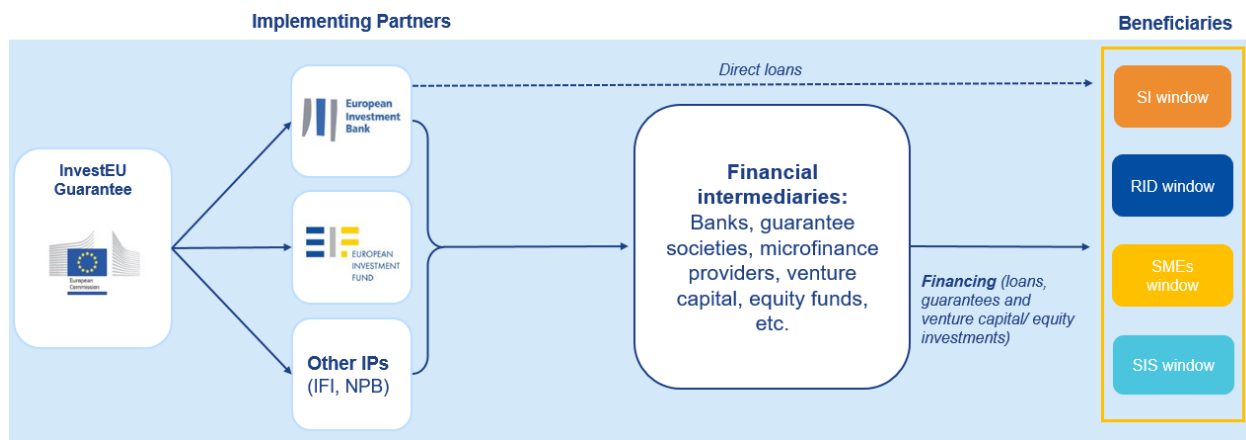 Implementing Partners
Beneficiaries
InvestEU
Guarantee
European
Commission
European
Investment
Bank
EUROPEAN
INVESTMENT
FUND
Other IPs
(IFI, NPB)
Direct loans
Financial
intermediaries:
Banks, guarantee
societies, microfinance
providers, venture
capital, equity funds,
etc.
Financing (loans,
guarantees and
venture capital/ equity
investments)
SI window
RID window
SMEs
window
SIS window